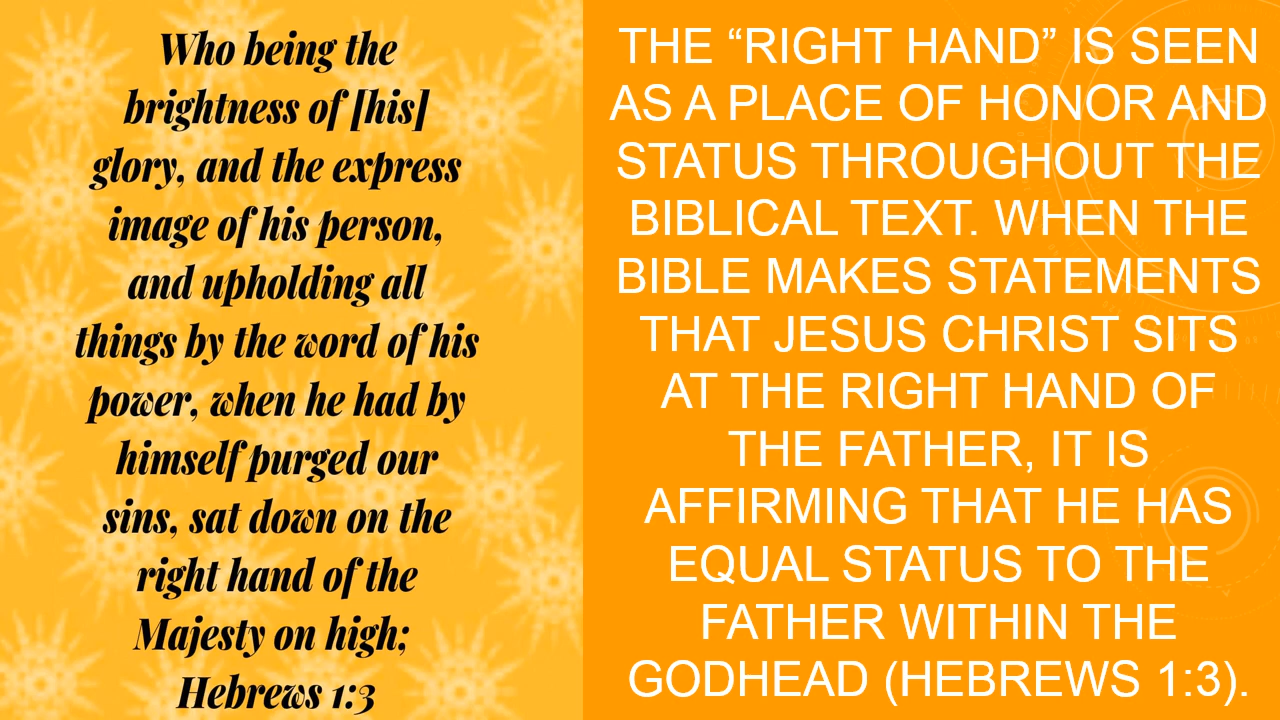 Who being the
brightness of [his]
glory, and the express
image of his person,
and upholding all
things by the word of his
power, when he had by
himself purged our
sins, sat down on the
right hand of the
Majesty on high;
Hebrews 1:3
THE “RIGHT HAND” IS SEEN
AS A PLACE OF HONOR AND
STATUS THROUGHOUT THE
BIBLICAL TEXT. WHEN THE
BIBLE MAKES STATEMENTS
THAT JESUS CHRIST SITS
AT THE RIGHT HAND OF
THE FATHER, IT IS
AFFIRMING THAT HE HAS
EQUAL STATUS TO THE
FATHER WITHIN THE
GODHEAD (HEBREWS 1:3).